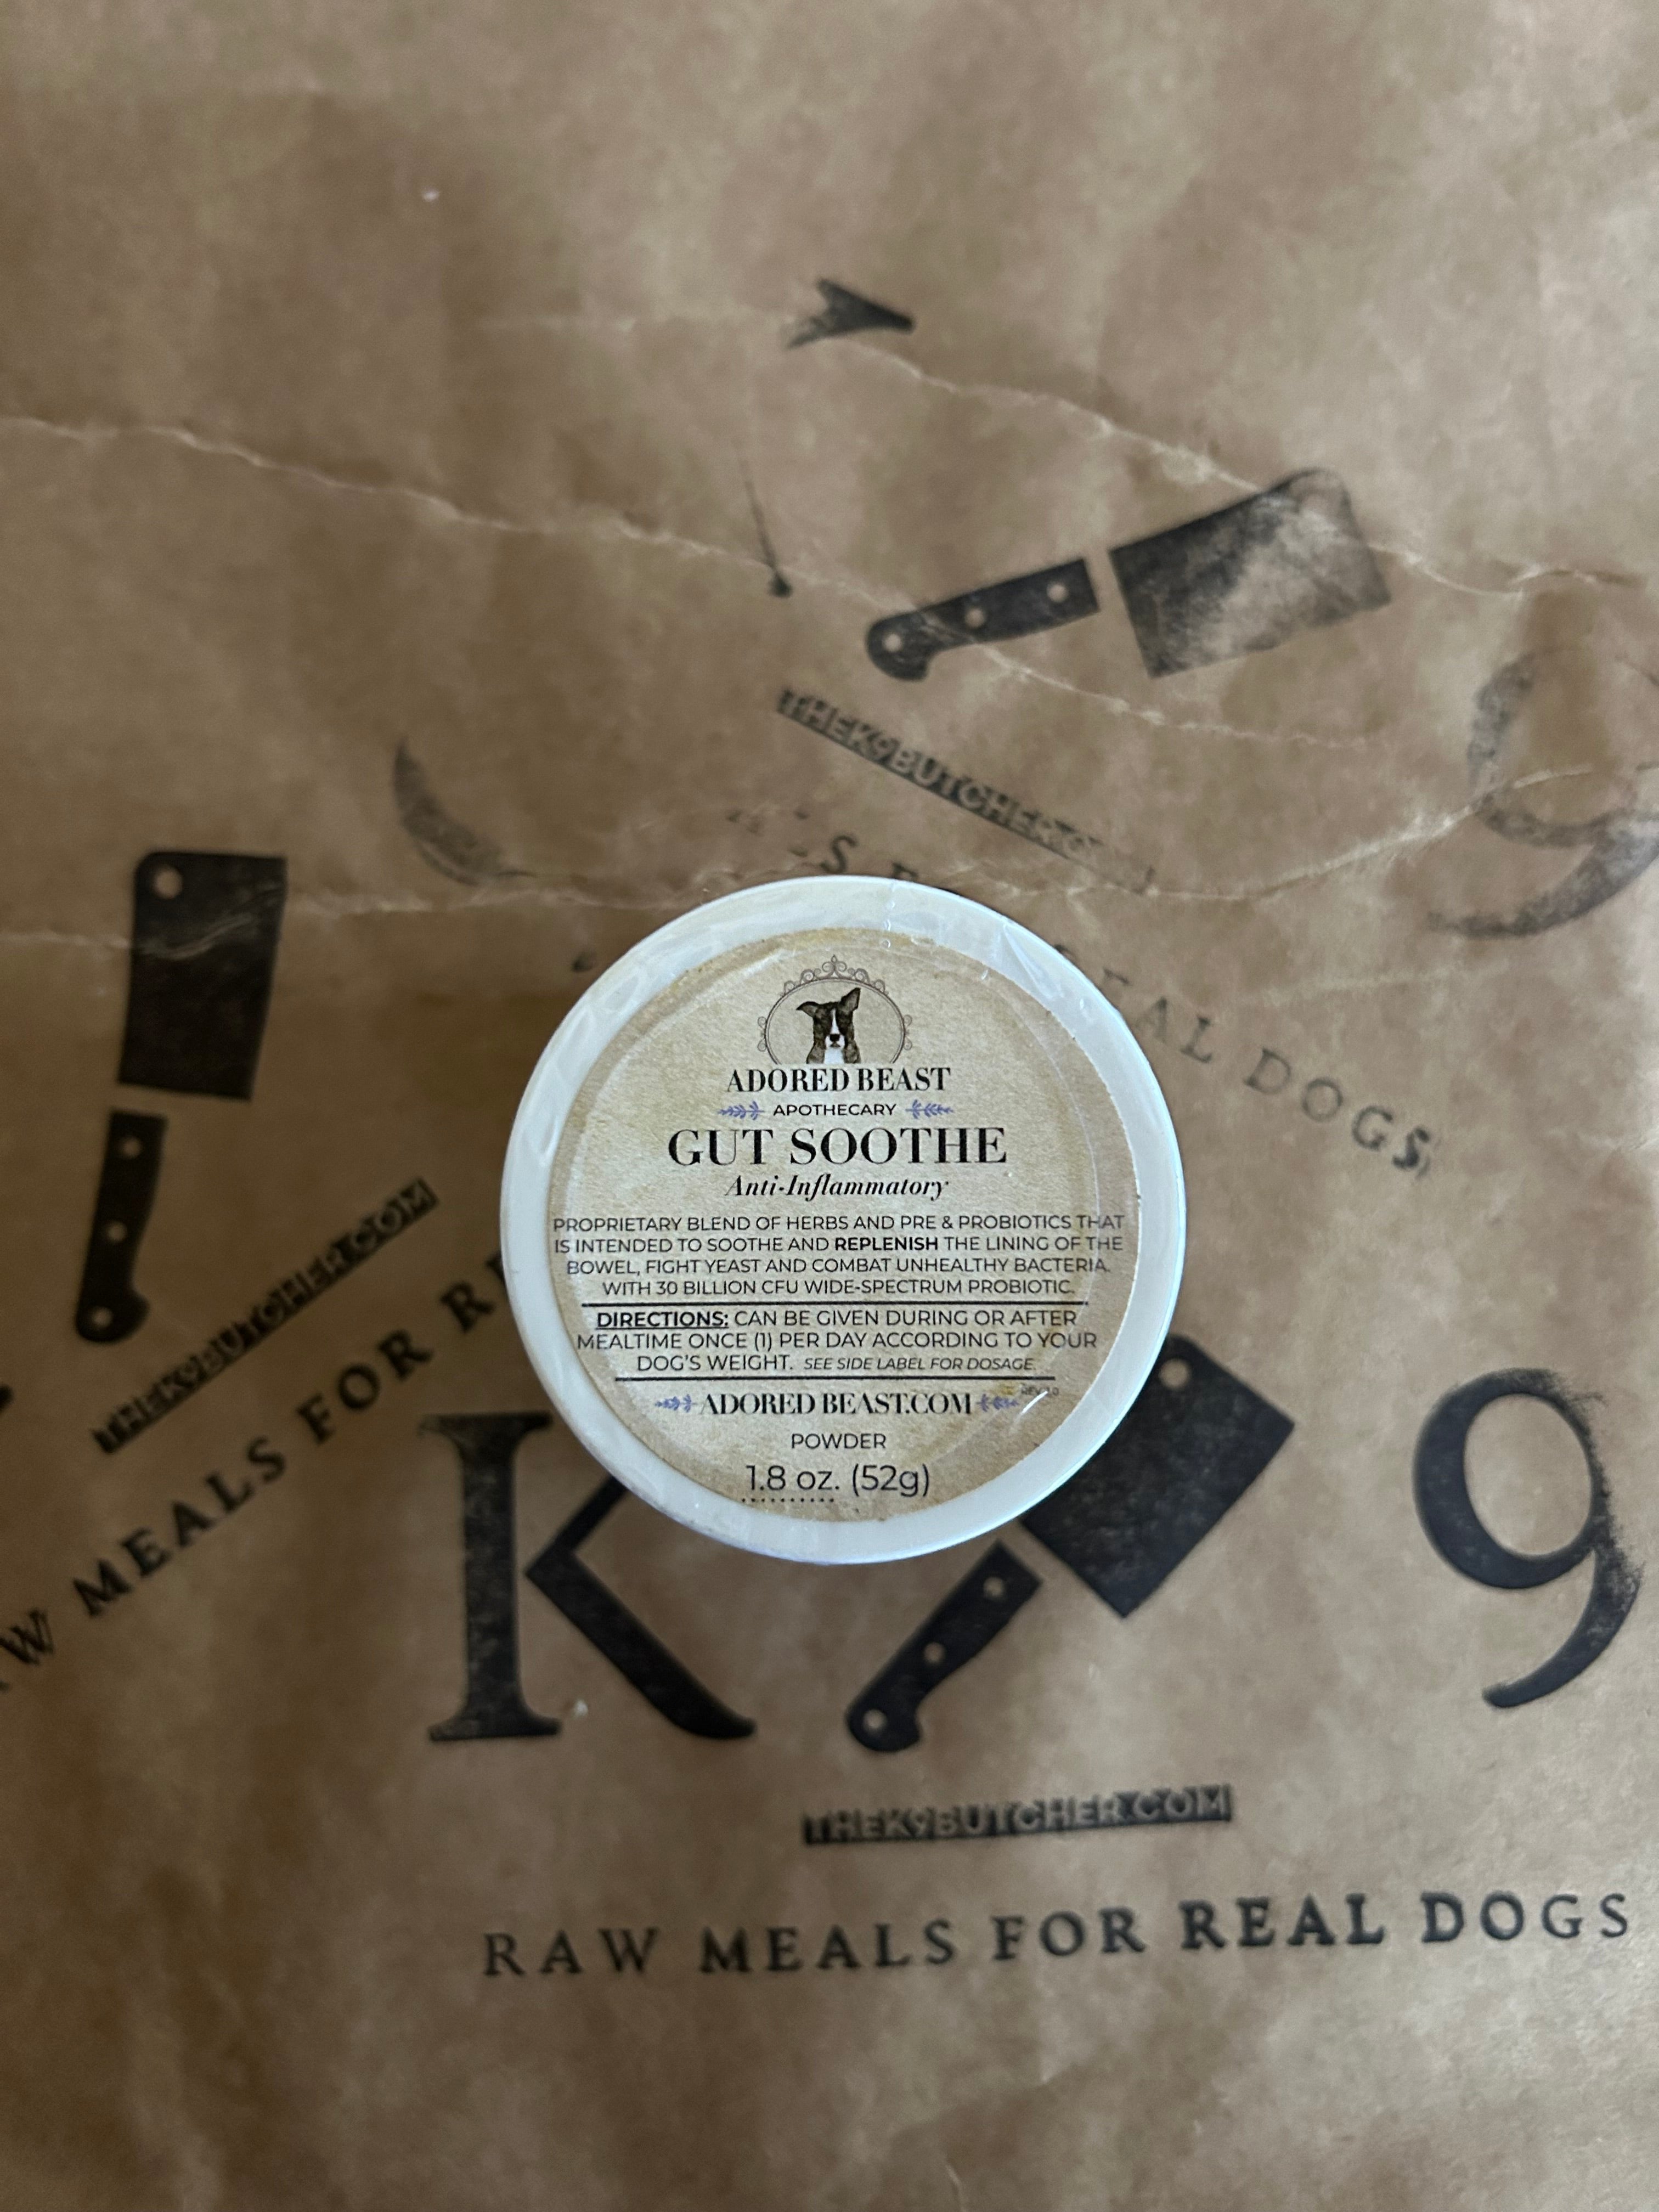 THEK9BUTCHER.CO
9
S
REAL DOGS
THEK9BUTCHER.COM
W MEALS FOR R
ADORED BEAST
APOTHECARY
GUT SOOTHE
Anti-Inflammatory
PROPRIETARY BLEND OF HERBS AND PRE & PROBIOTICS THAT
IS INTENDED TO SOOTHE AND REPLENISH THE LINING OF THE
BOWEL, FIGHT YEAST AND COMBAT UNHEALTHY BACTERIA.
WITH 30 BILLION CFU WIDE-SPECTRUM PROBIOTIC.
DIRECTIONS: CAN BE GIVEN DURING OR AFTER
MEALTIME ONCE (1) PER DAY ACCORDING TO YOUR
DOG'S WEIGHT. SEE SIDE LABEL FOR DOSAGE.
ADORED BEAST.COM
POWDER
1.8 oz. (52g)
K 9
THEK9BUTCHER.COM
RAW MEALS FOR REAL DOGS